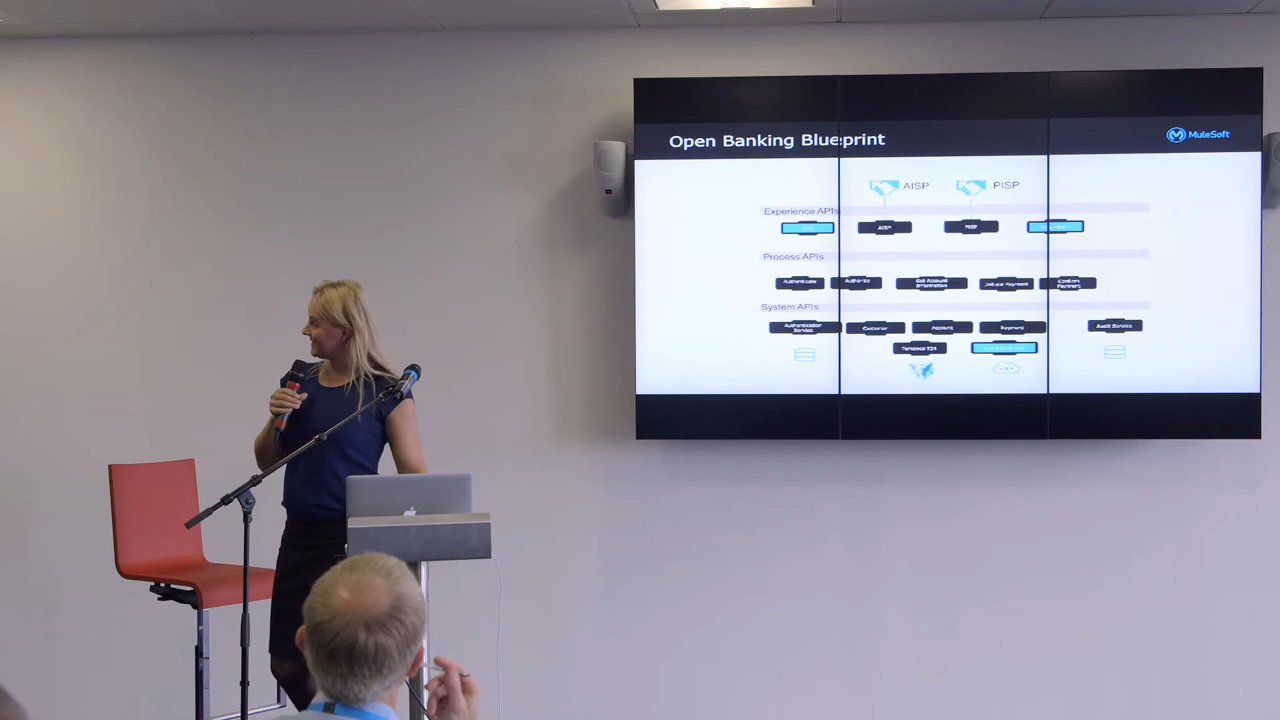 Open Banking Blueprint
MuleSoft
AISP
PISP
Experience APIs
AISP
PISP
Process APIs
Authenticate
Authorise
Get Account
Information
Initiate Payment
Confirm
Payment
System APIs
Authentication
Service
Customer
Account
Payment
Audit Service
Temenos T24